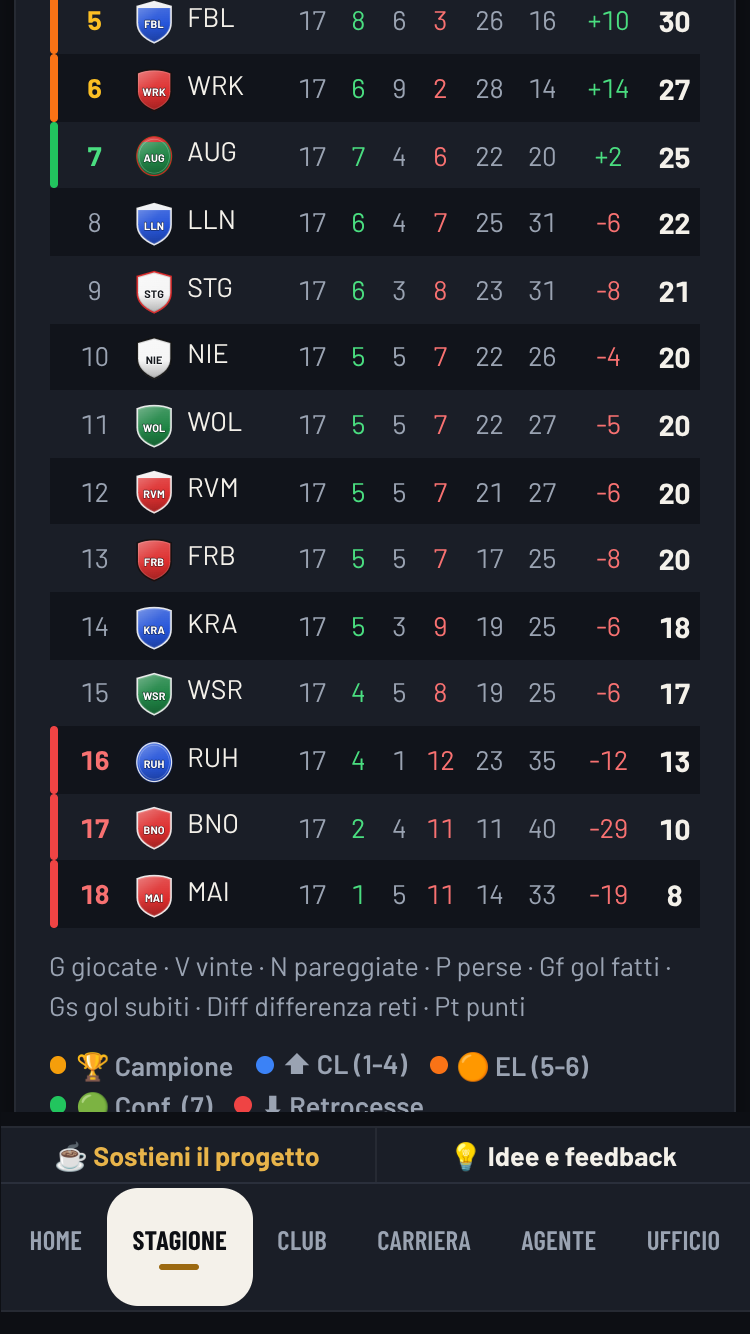 5 FBL FBL 17 8 6 3 26 16 +10 30
6 WRK WRK 17 6 9 2 28 14 +14 27
7 AUG AUG 17 7 4 6 22 20 +2 25
8 LLN LLN 17 6 4 7 25 31 -6 22
9 STG STG 17 6 3 8 23 31 -8 21
10 NIE NIE 17 5 5 7 22 26 -4 20
11 WOL WOL 17 5 5 7 22 27 -5 20
12 RVM RVM 17 5 5 7 21 27 -6 20
13 FRB FRB 17 5 5 7 17 25 -8 20
14 KRA KRA 17 5 3 9 19 25 -6 18
15 WSR WSR 17 4 5 8 19 25 -6 17
16 RUH RUH 17 4 1 12 23 35 -12 13
17 BNO BNO 17 2 4 11 11 40 -29 10
18 MAI MAI 17 1 5 11 14 33 -19 8
G giocate · V vinte · N pareggiate · P perse · Gf gol fatti ·
Gs gol subiti · Diff differenza reti · Pt punti
🏆 Campione ⬆ CL (1-4) 🟠 EL (5-6)
🟢 Conf. (7) ⬇ Retrocesse
☕ Sostieni il progetto 💡 Idee e feedback
HOME STAGIONE CLUB CARRIERA AGENTE UFFICIO